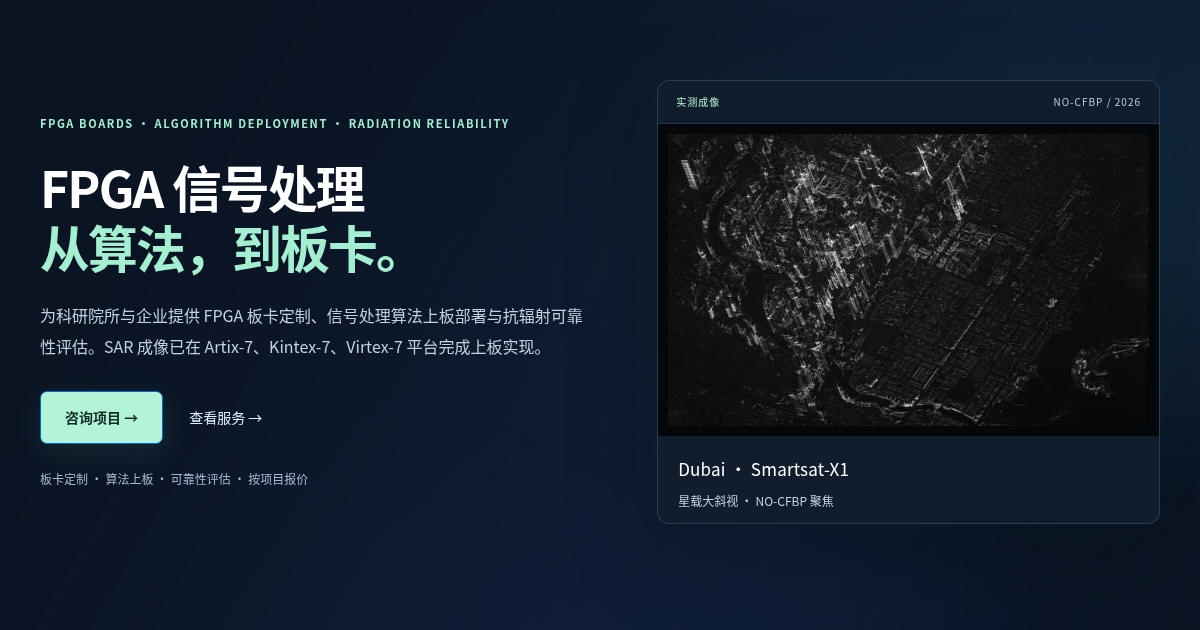 FPGA BOARDS • ALGORITHM DEPLOYMENT • RADIATION RELIABILITY
FPGA 信号处理
从算法，到板卡。
为科研院所与企业提供 FPGA 板卡定制、信号处理算法上板部署与抗辐射可靠
性评估。SAR 成像已在 Artix-7、Kintex-7、Virtex-7 平台完成上板实现。
咨询项目 →
查看服务 →
板卡定制 • 算法上板 • 可靠性评估 • 按项目报价
实测成像
NO-CFBP / 2026
Dubai • Smartsat-X1
星载大斜视 • NO-CFBP 聚焦